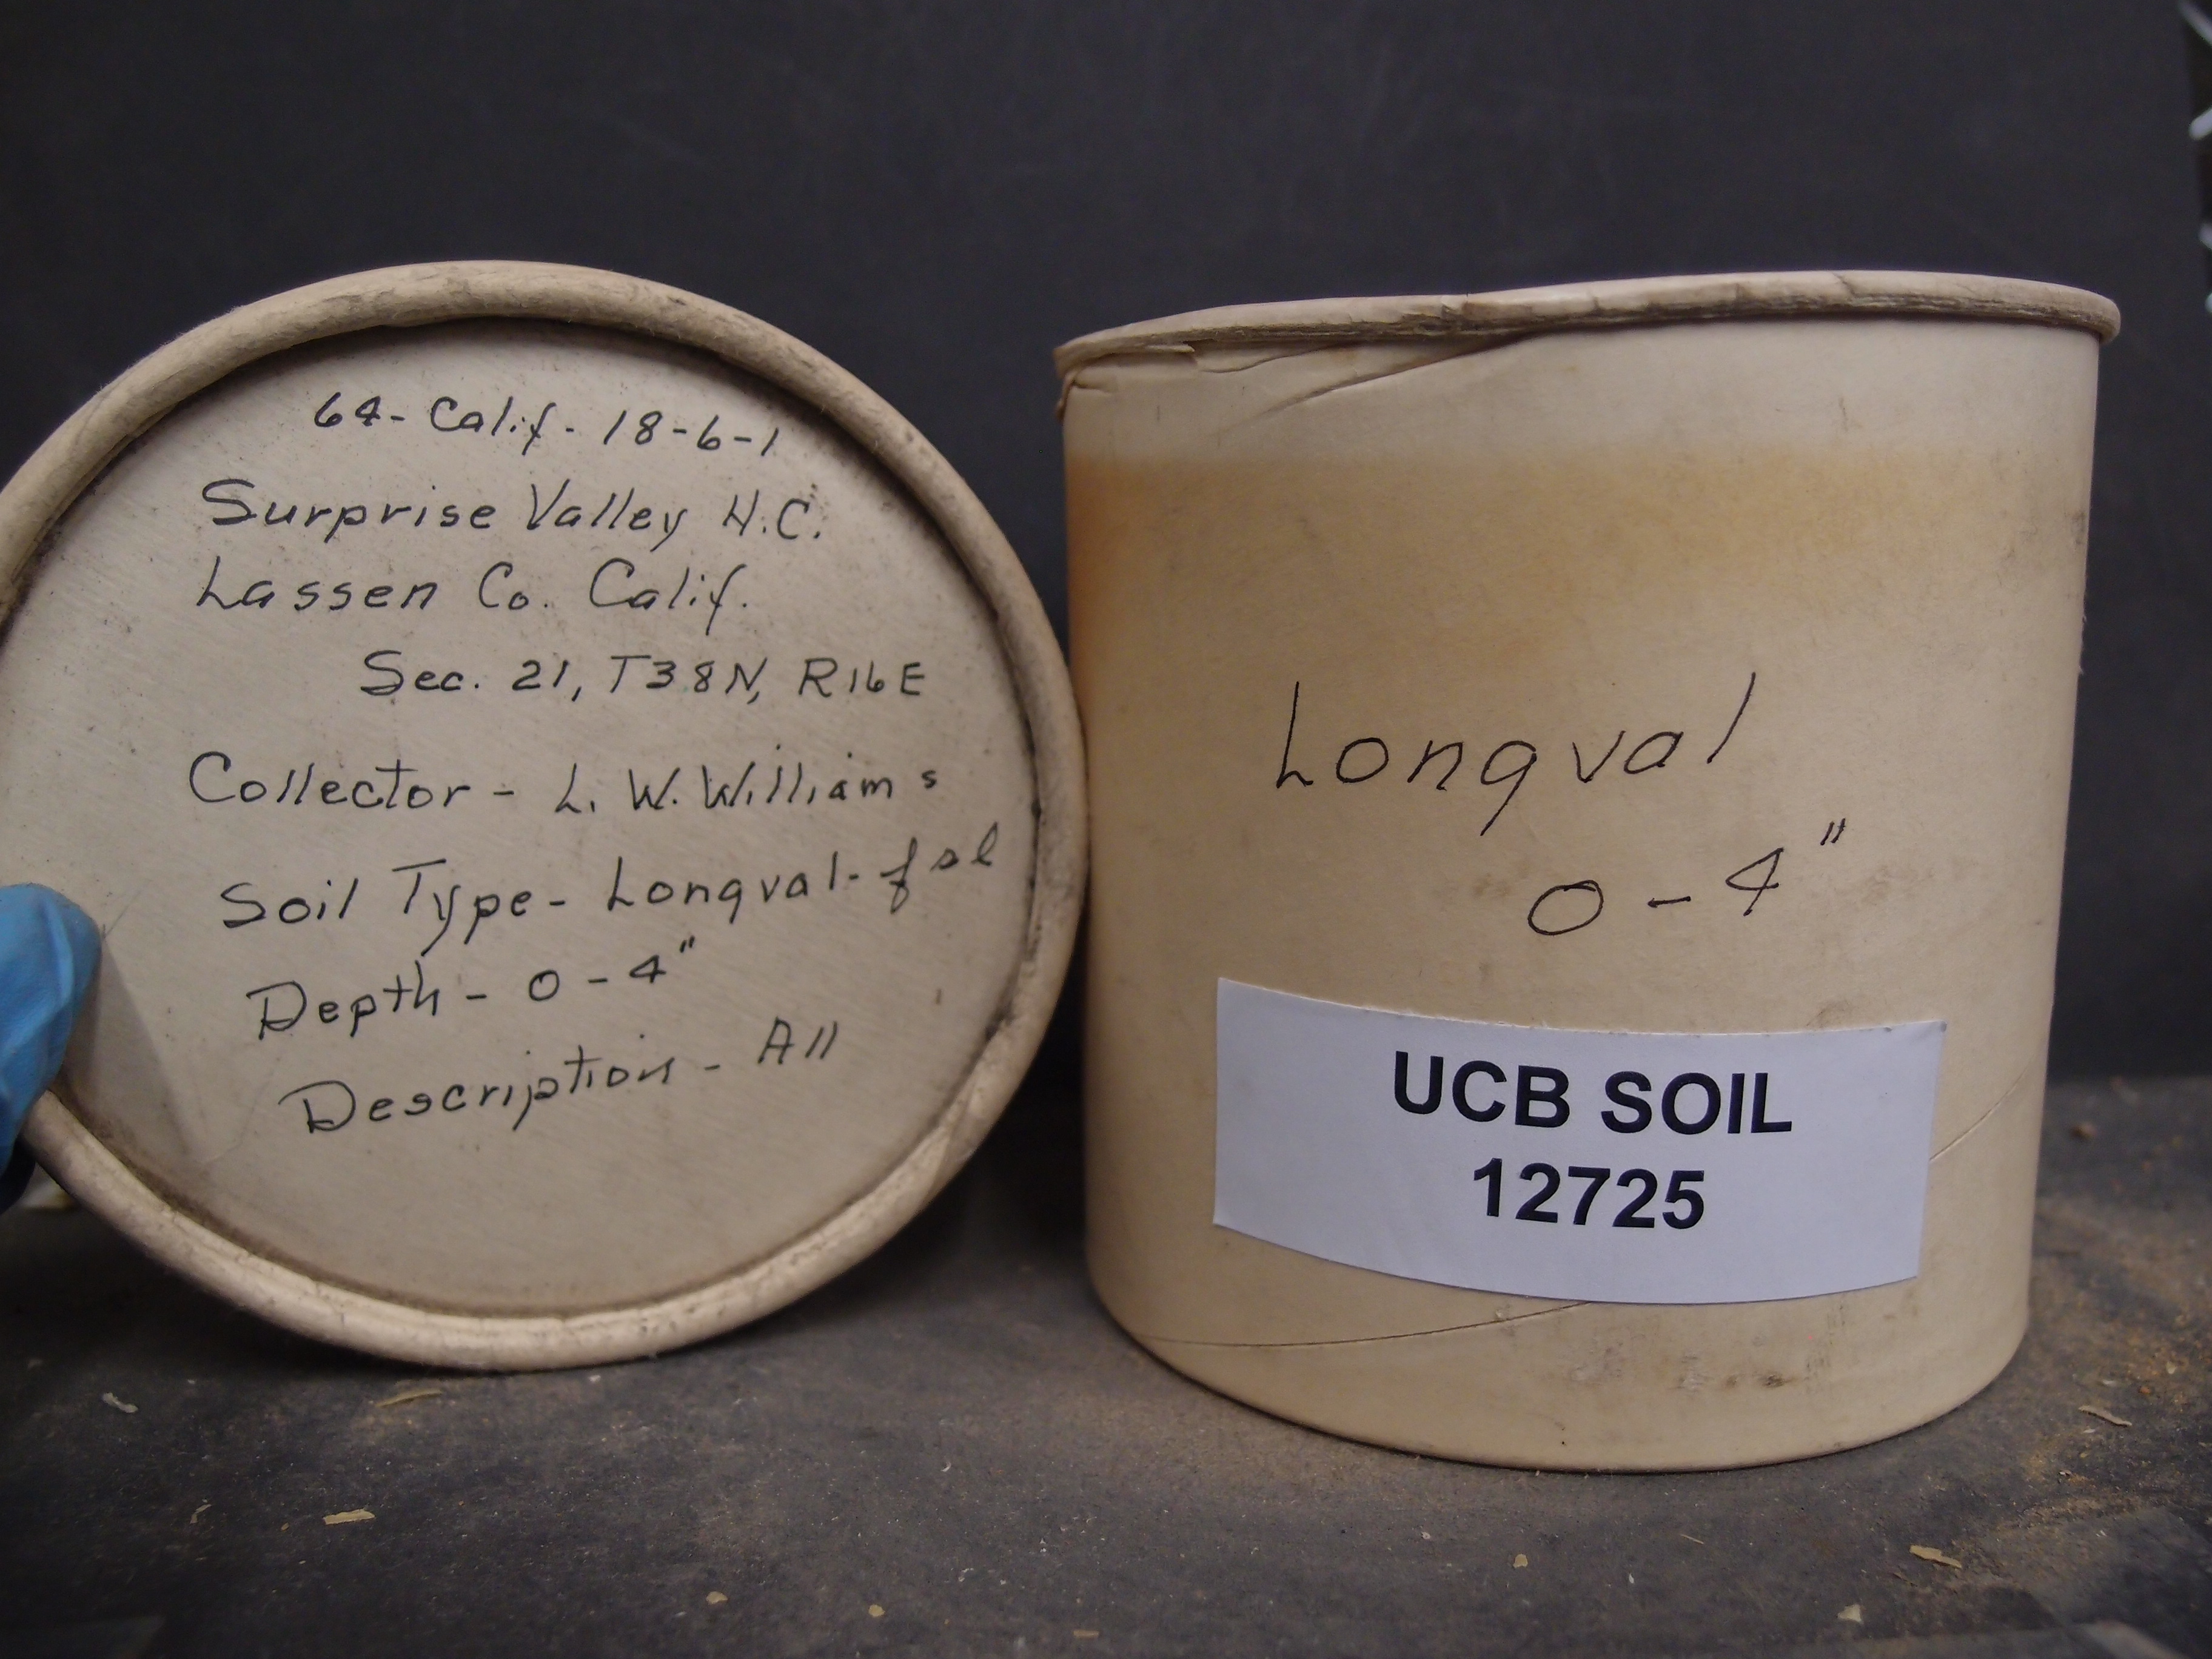 64-Calif.-18-6-1
Surprise Valley H.C.
Lassen Co. Calif.
Sec. 21, T38N, R16E
Collector - L. W. Williams
Soil Type - Longval-fsl
Depth - 0-4"
Description - A11
Longval
0-4"
UCB SOIL
12725